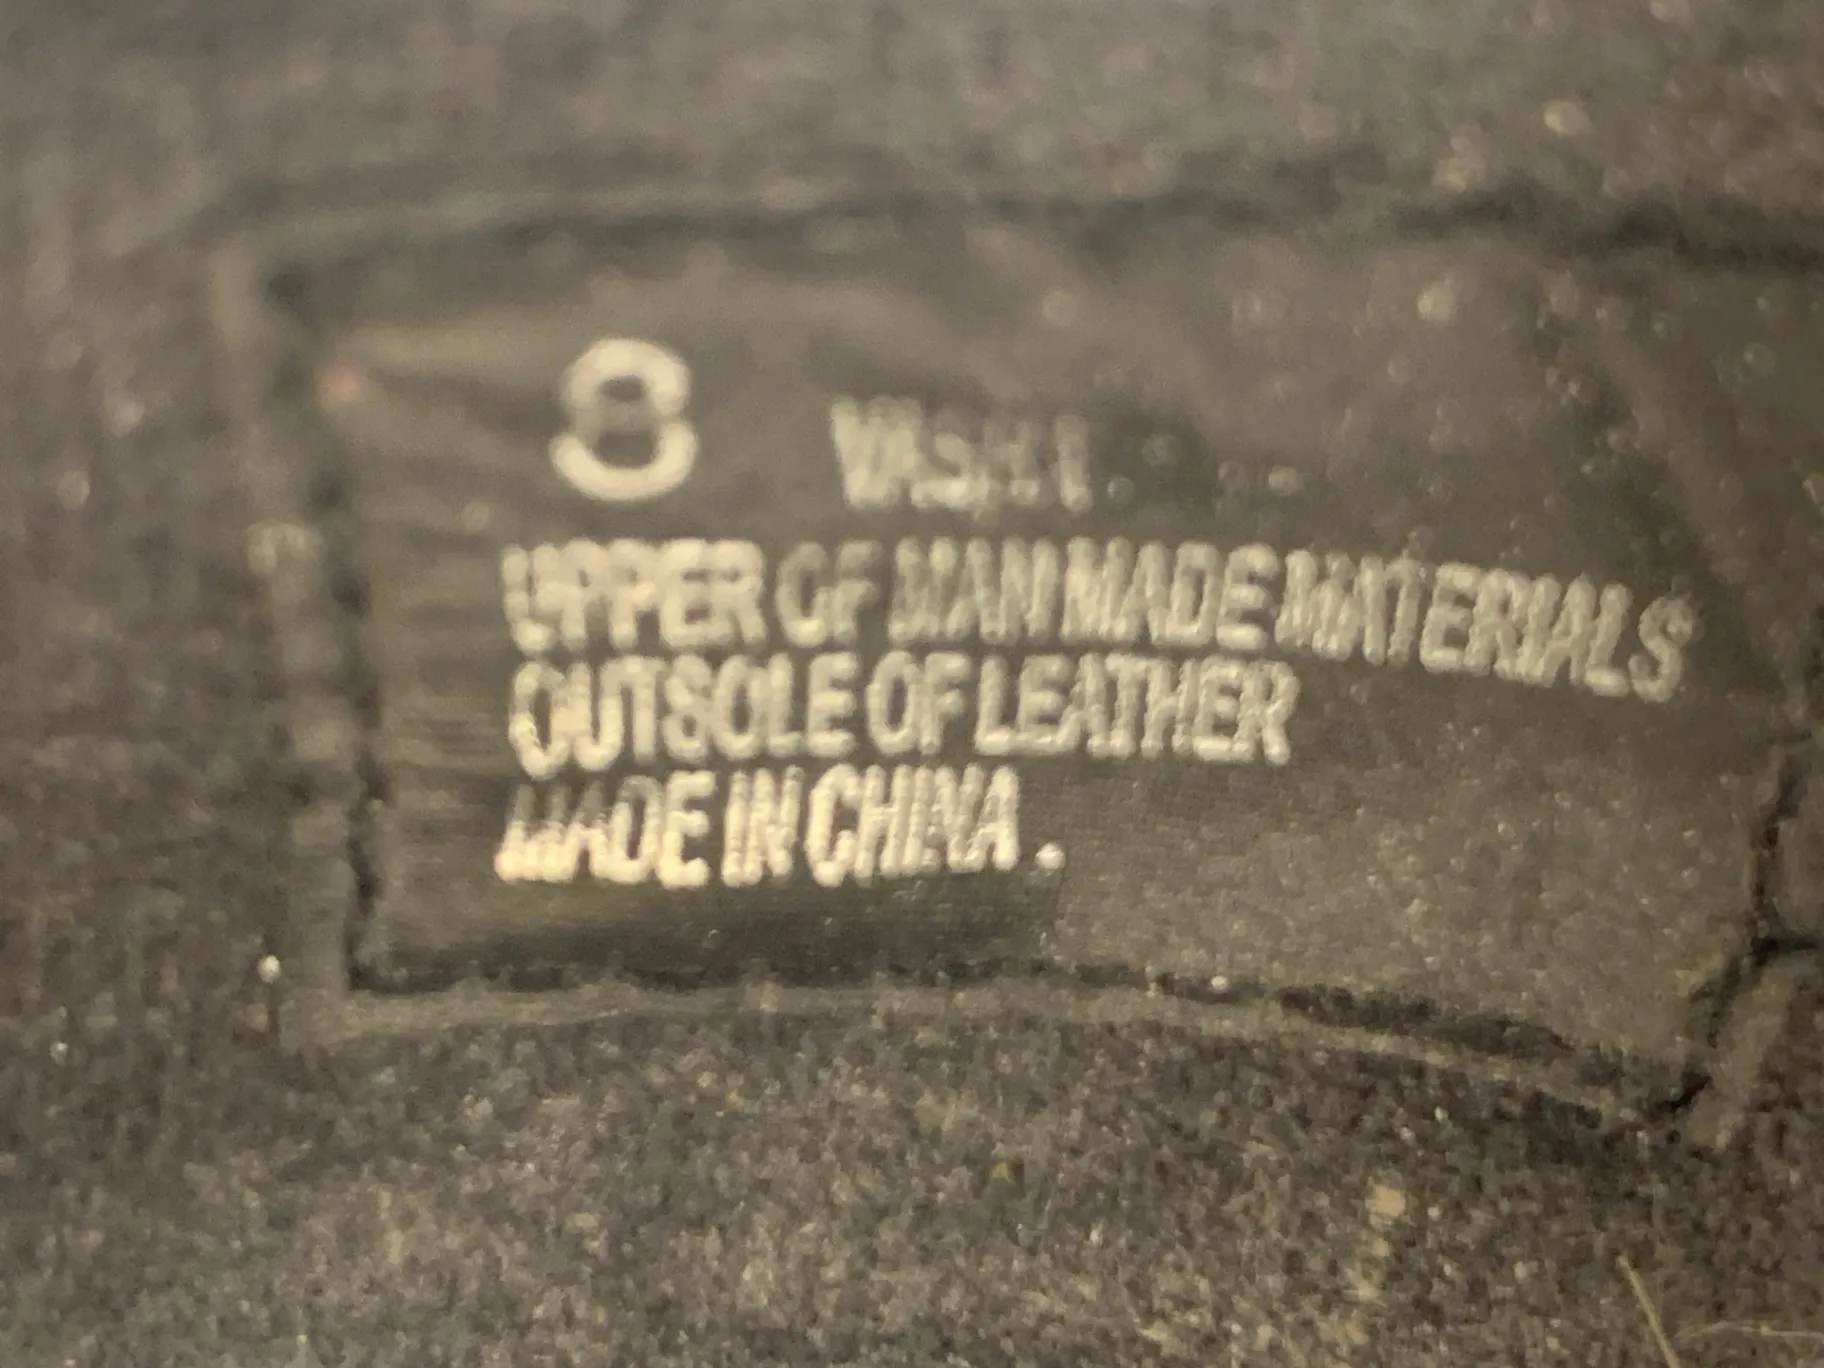 8
UPPER OF MAN MADE MATERIALS
OUTSOLE OF LEATHER
MADE IN CHINA.